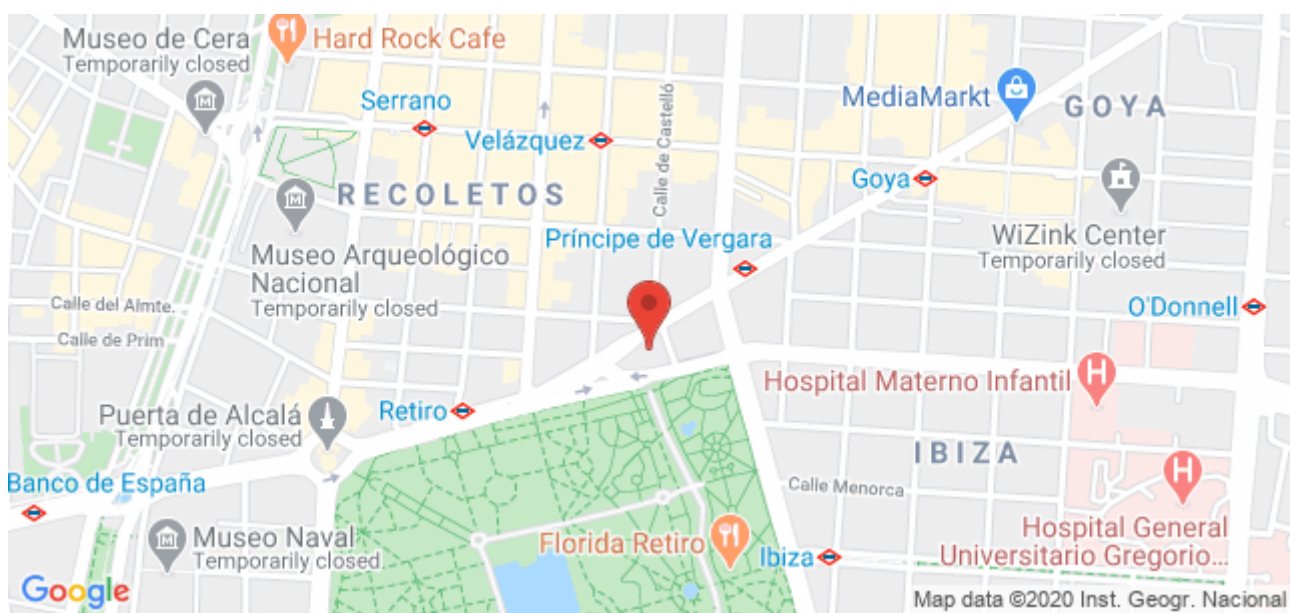 Museo de Cera
Temporarily closed
Hard Rock Cafe
Serrano
Velázquez
Calle de Castelló
MediaMarkt
GOYA
Goya
RECOLETOS
WiZink Center
Temporarily closed
Príncipe de Vergara
Museo Arqueológico
Nacional
Temporarily closed
Calle del Almte.
Calle de Prim
O'Donnell
Hospital Materno Infantil
Puerta de Alcalá
Temporarily closed
Retiro
IBIZA
Banco de España
Calle Menorca
Museo Naval
Temporarily closed
Florida Retiro
Ibiza
Hospital General
Universitario Gregorio...
H
H
Google
Map data ©2020 Inst. Geogr. Nacional